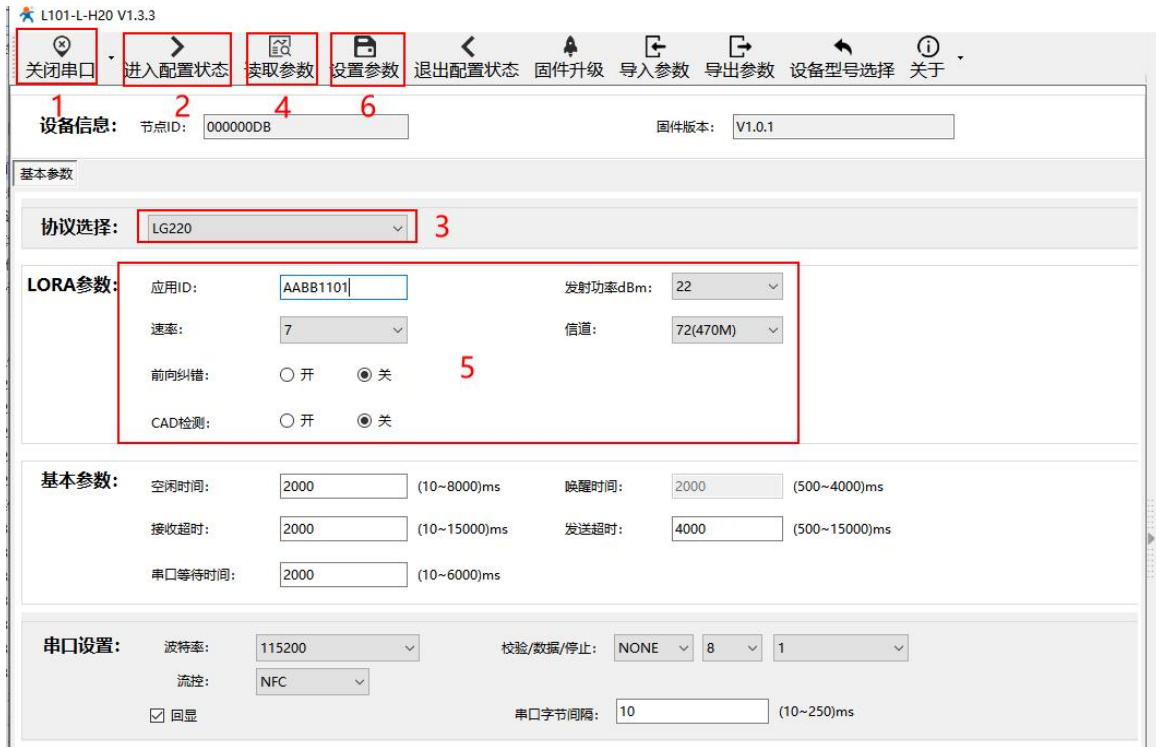 L101-L-H20 V1.3.3
关闭串口 进入配置状态 读取参数 设置参数 退出配置状态 固件升级 导入参数 导出参数 设备型号选择 关于
1 2 4 6
设备信息: 节点ID: 000000DB 固件版本: V1.0.1
基本参数
协议选择: LG220 3
LORA参数: 应用ID: AABB1101 发射功率dBm: 22
速率: 7 信道: 72(470M)
前向纠错: 开 关 5
CAD检测: 开 关
基本参数: 空闲时间: 2000 (10~8000)ms 唤醒时间: 2000 (500~4000)ms
接收超时: 2000 (10~15000)ms 发送超时: 4000 (500~15000)ms
串口等待时间: 2000 (10~6000)ms
串口设置: 波特率: 115200 校验/数据/停止: NONE 8 1
流控: NFC
回显 串口字节间隔: 10 (10~250)ms